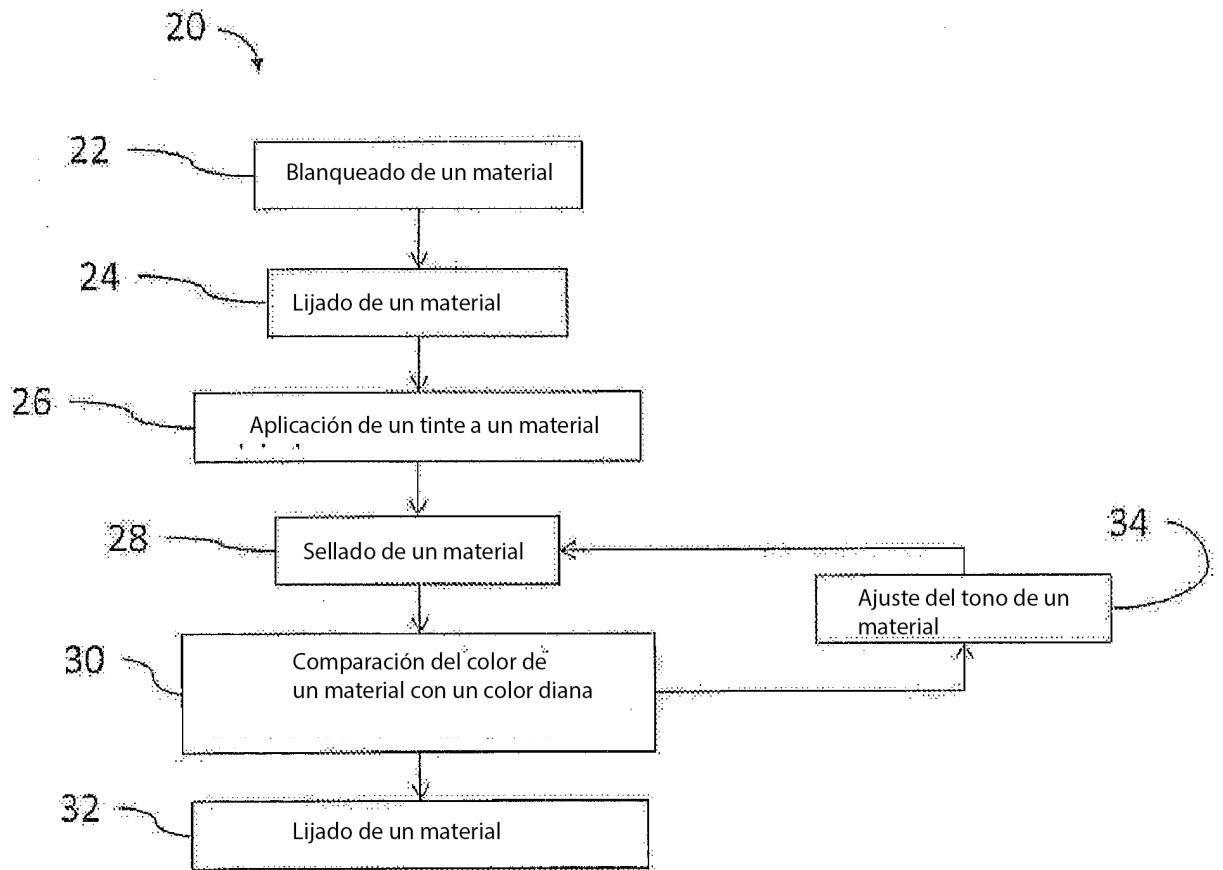 20
22
Blanqueado de un material
24
Lijado de un material
26
Aplicación de un tinte a un material
28
Sellado de un material
34
Ajuste del tono de un
material
30
Comparación del color de
un material con un color diana
32
Lijado de un material